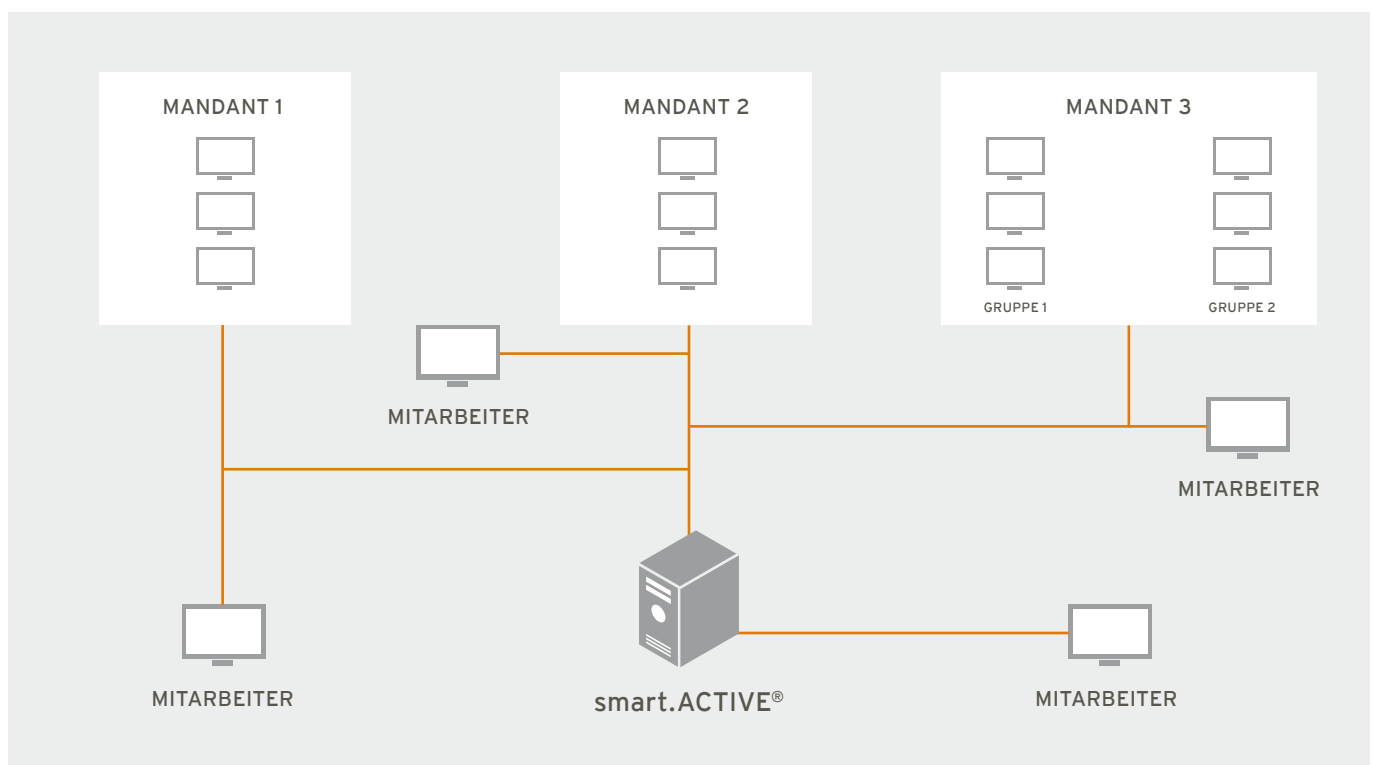 MANDANT 1
MANDANT 2
MANDANT 3
GRUPPE 1
GRUPPE 2
MITARBEITER
MITARBEITER
MITARBEITER
smart.ACTIVE®
MITARBEITER